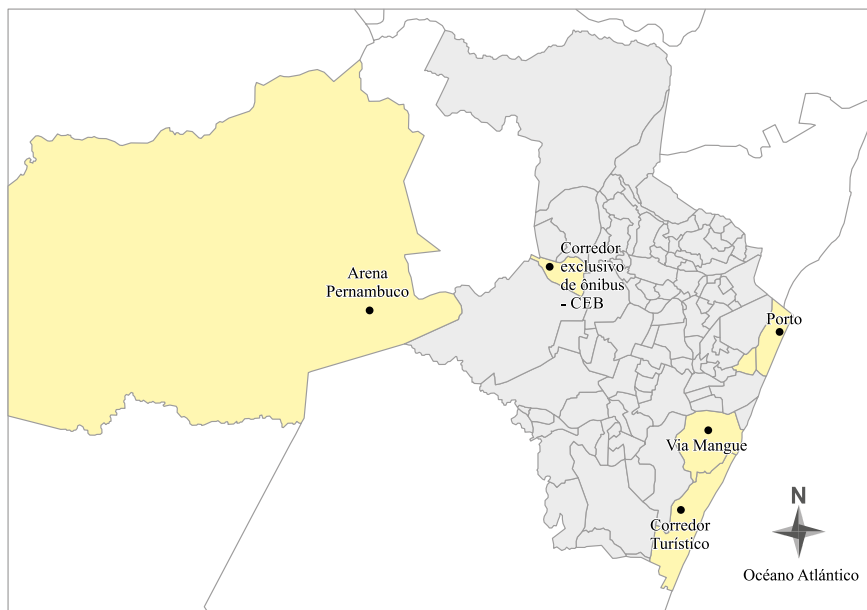 Arena
Pernambuco
Corredor
exclusivo
de ônibus
- CEB
Porto
Via Mangue
Corredor
Turístico
N
Océano Atlántico